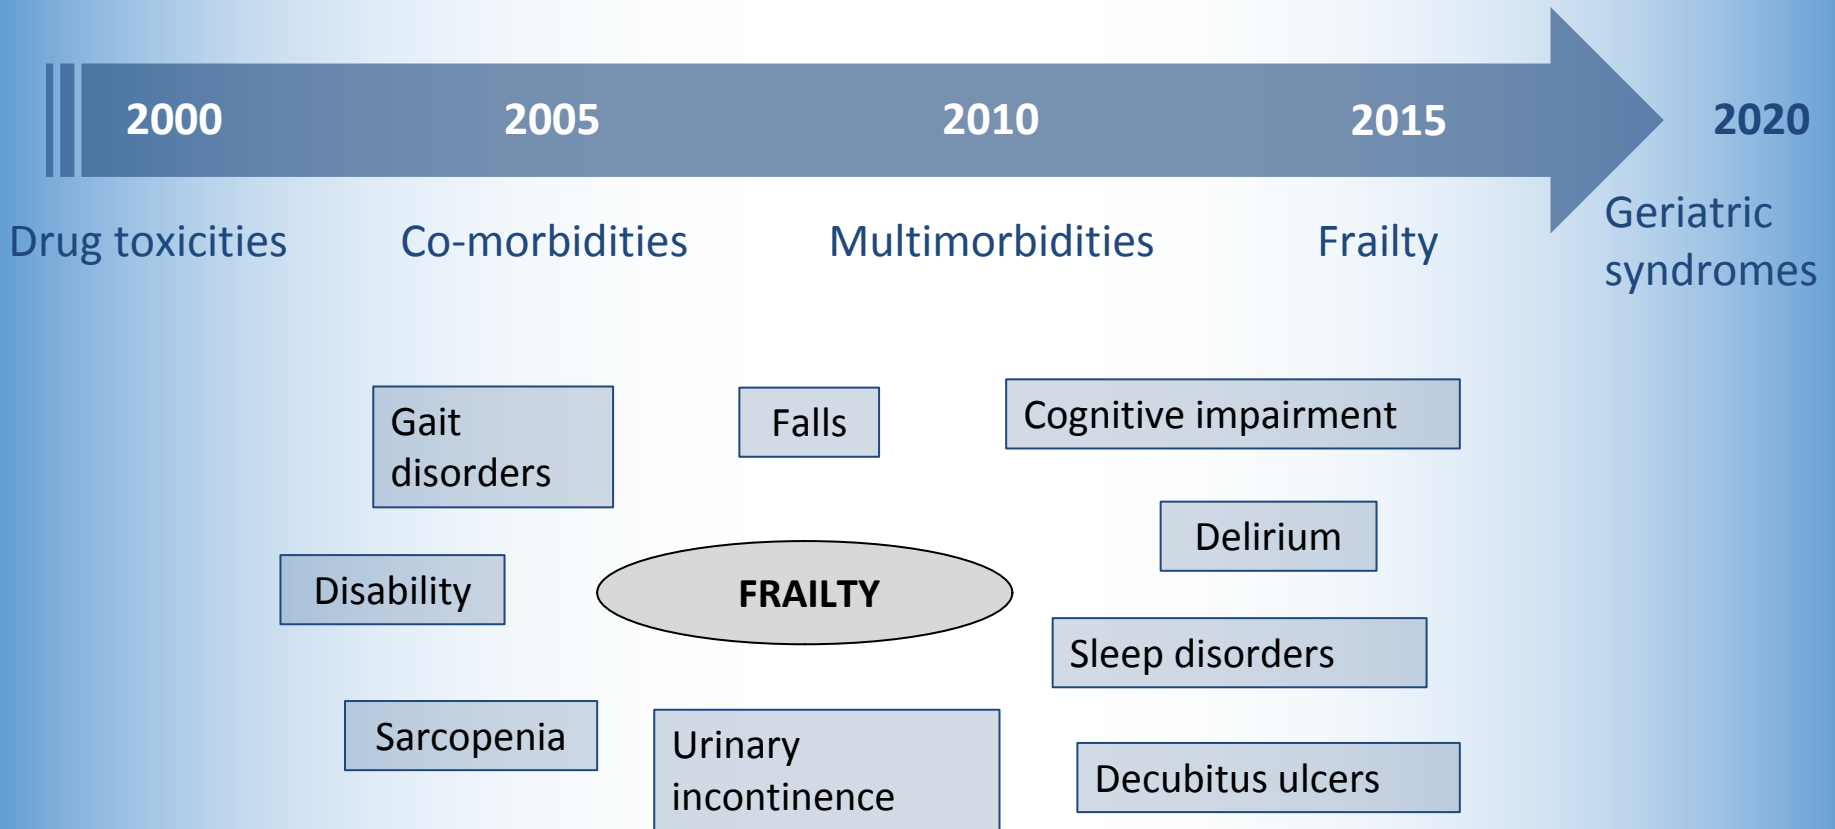 2000 2005 2010 2015 2020
Drug toxicities Co-morbidities Multimorbidities Frailty Geriatric
syndromes
Gait
disorders
Falls
Cognitive impairment
Delirium
Disability
FRAILTY
Sleep disorders
Sarcopenia
Urinary
incontinence
Decubitus ulcers